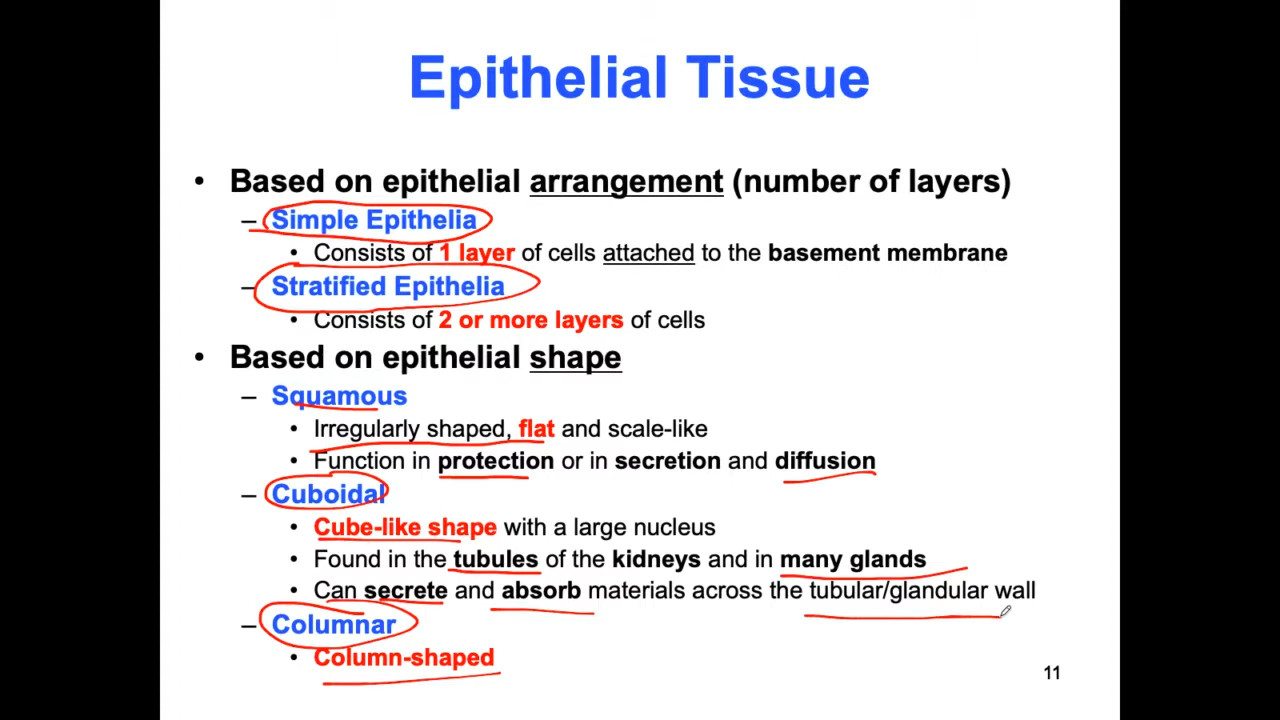 Epithelial Tissue
• Based on epithelial arrangement (number of layers)
– Simple Epithelia
• Consists of 1 layer of cells attached to the basement membrane
– Stratified Epithelia
• Consists of 2 or more layers of cells
• Based on epithelial shape
– Squamous
• Irregularly shaped, flat and scale-like
• Function in protection or in secretion and diffusion
– Cuboidal
• Cube-like shape with a large nucleus
• Found in the tubules of the kidneys and in many glands
• Can secrete and absorb materials across the tubular/glandular wall
– Columnar
• Column-shaped
11